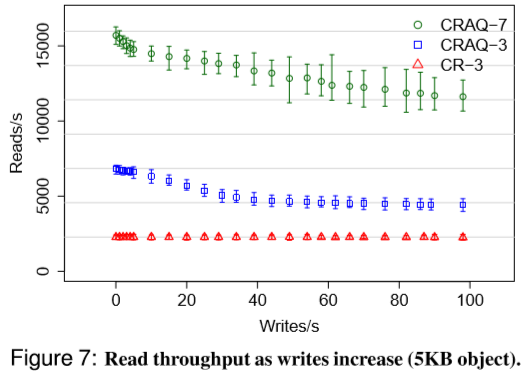 CRAQ-7
CRAQ-3
CR-3
Reads/s
15000
10000
5000
0
0 20 40 60 80 100
Writes/s
Figure 7: Read throughput as writes increase (5KB object).